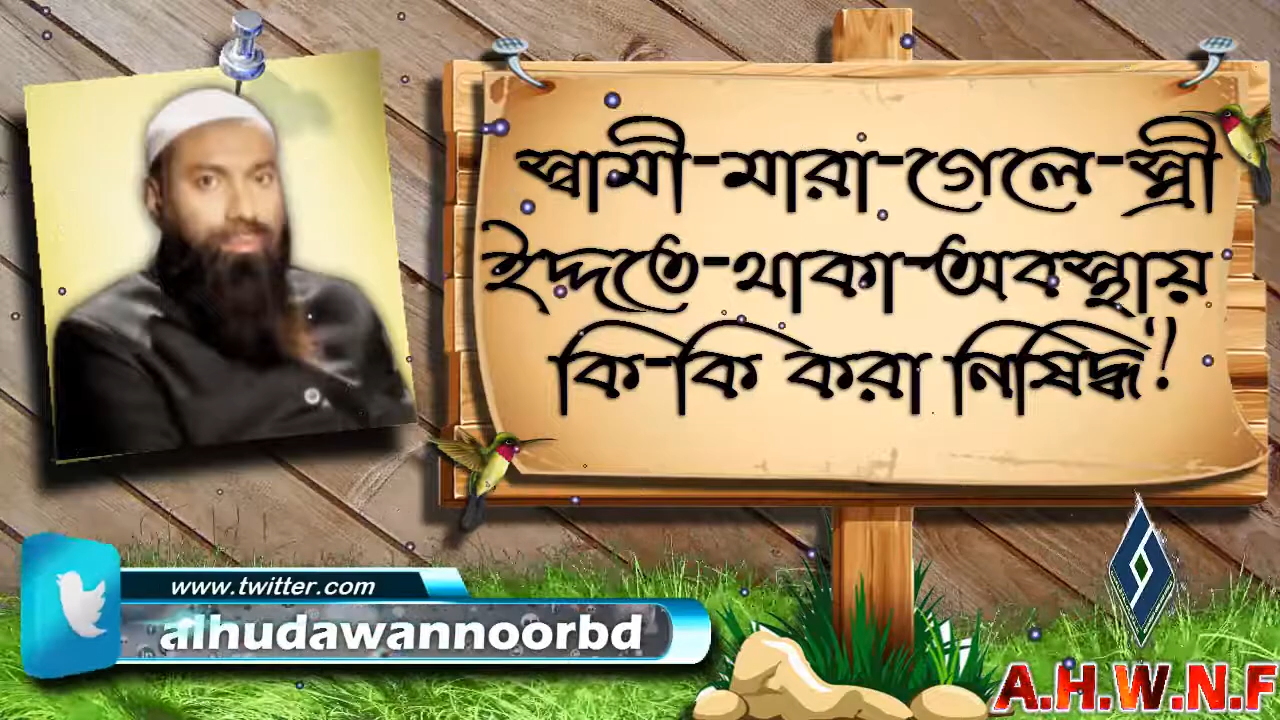 স্বামী-মারা-গেলে-স্ত্রী
ইদ্দতে-থাকা-অবস্থায়
কি-কি করা নিষিদ্ধ!
www.twitter.com
alhudawannoorbd
A.H.W.N.F